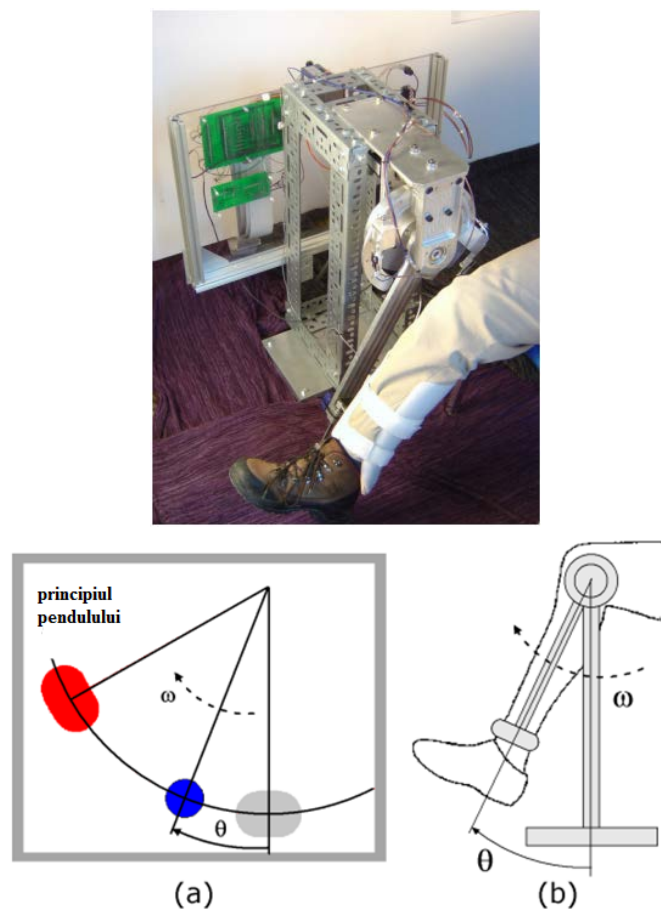 principiul
pendulului
ω
θ
ω
θ
(a)
(b)